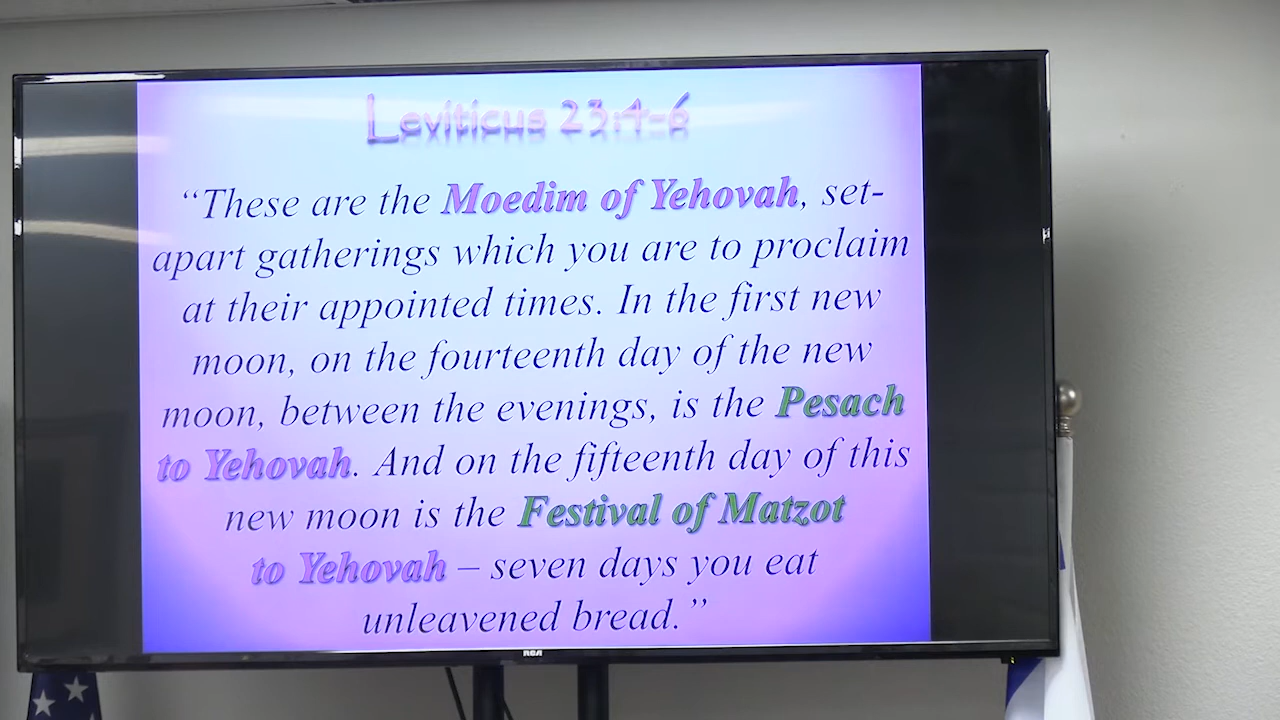 Leviticus 23:4-6
“These are the Moedim of Yehovah, set-
apart gatherings which you are to proclaim
at their appointed times. In the first new
moon, on the fourteenth day of the new
moon, between the evenings, is the Pesach
to Yehovah. And on the fifteenth day of this
new moon is the Festival of Matzot
to Yehovah – seven days you eat
unleavened bread.”
RCA